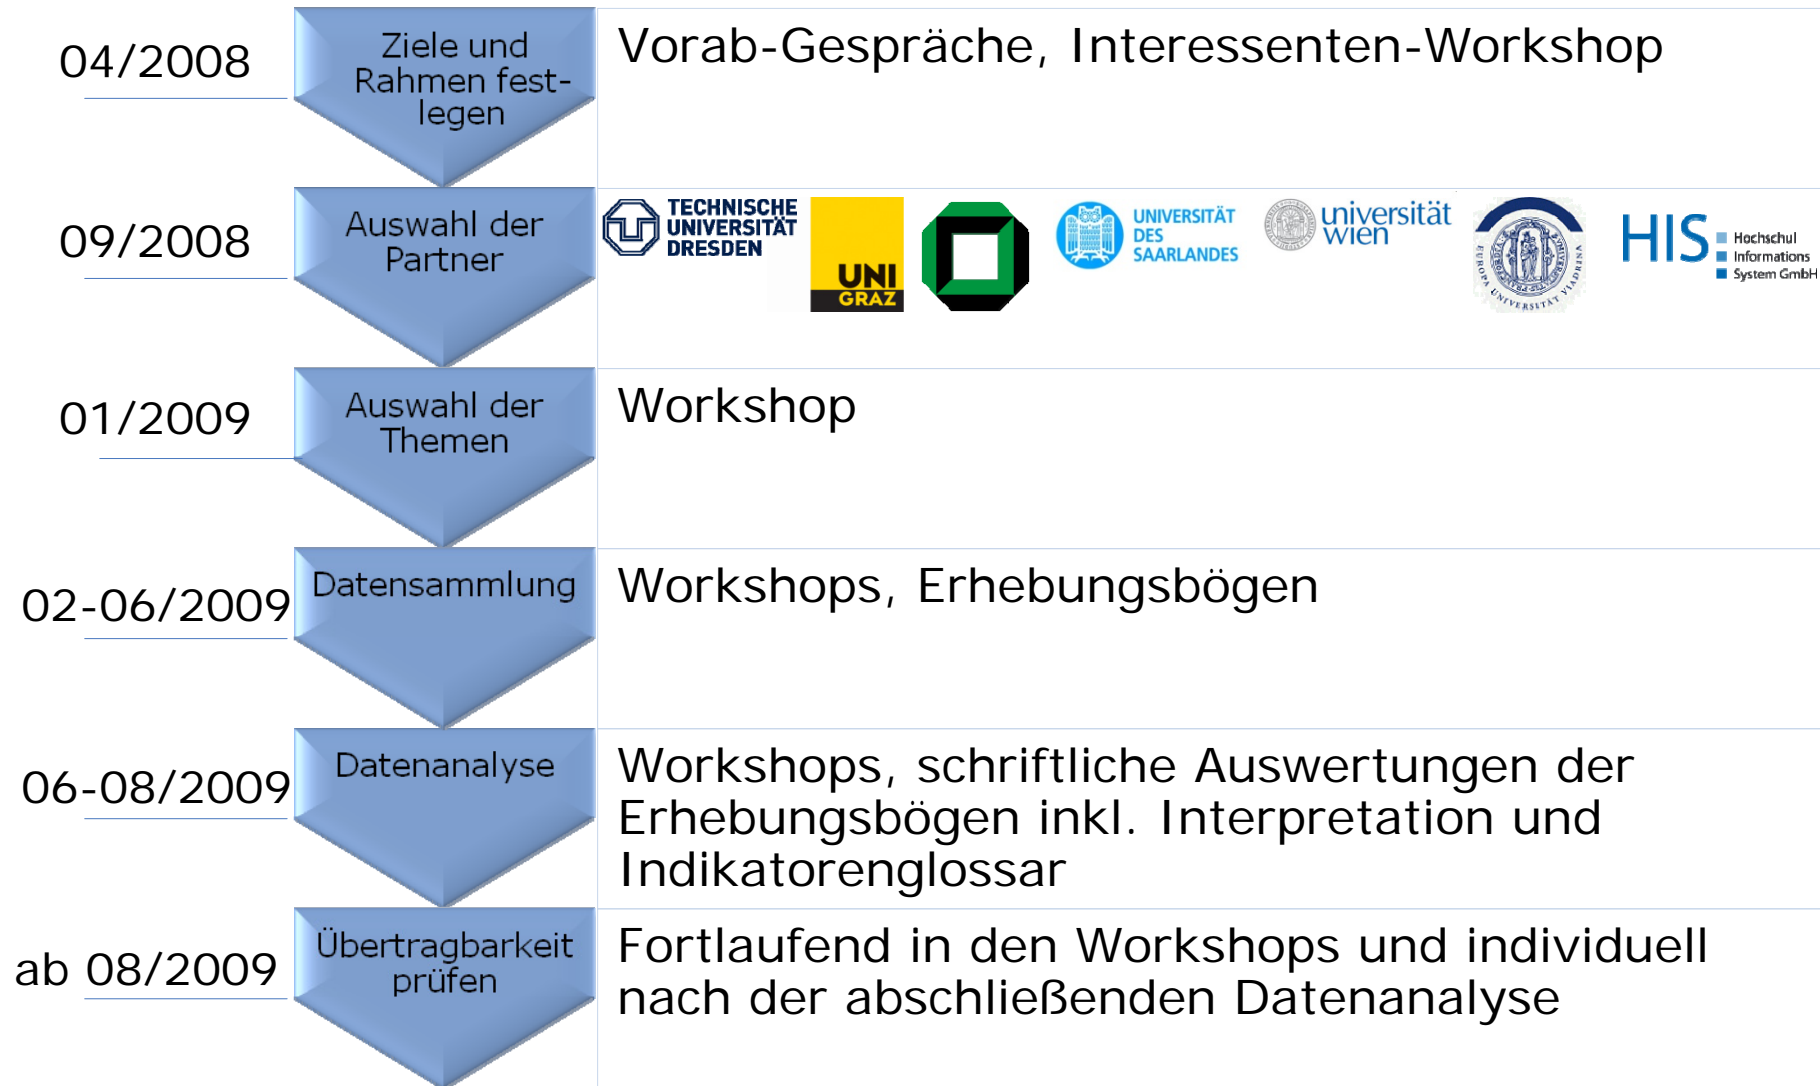 04/2008
Ziele und
Rahmen fest-
legen
Vorab-Gespräche, Interessenten-Workshop
09/2008
Auswahl der
Partner
TECHNISCHE
UNIVERSITÄT
DRESDEN
UNI
GRAZ
UNIVERSITÄT
DES
SAARLANDES
universität
wien
EUROPA UNIVERSITÄT VIADRINA
HIS
Hochschul
Informations
System GmbH
01/2009
Auswahl der
Themen
Workshop
02-06/2009
Datensammlung
Workshops, Erhebungsbögen
06-08/2009
Datenanalyse
Workshops, schriftliche Auswertungen der
Erhebungsbögen inkl. Interpretation und
Indikatorenglossar
ab 08/2009
Übertragbarkeit
prüfen
Fortlaufend in den Workshops und individuell
nach der abschließenden Datenanalyse